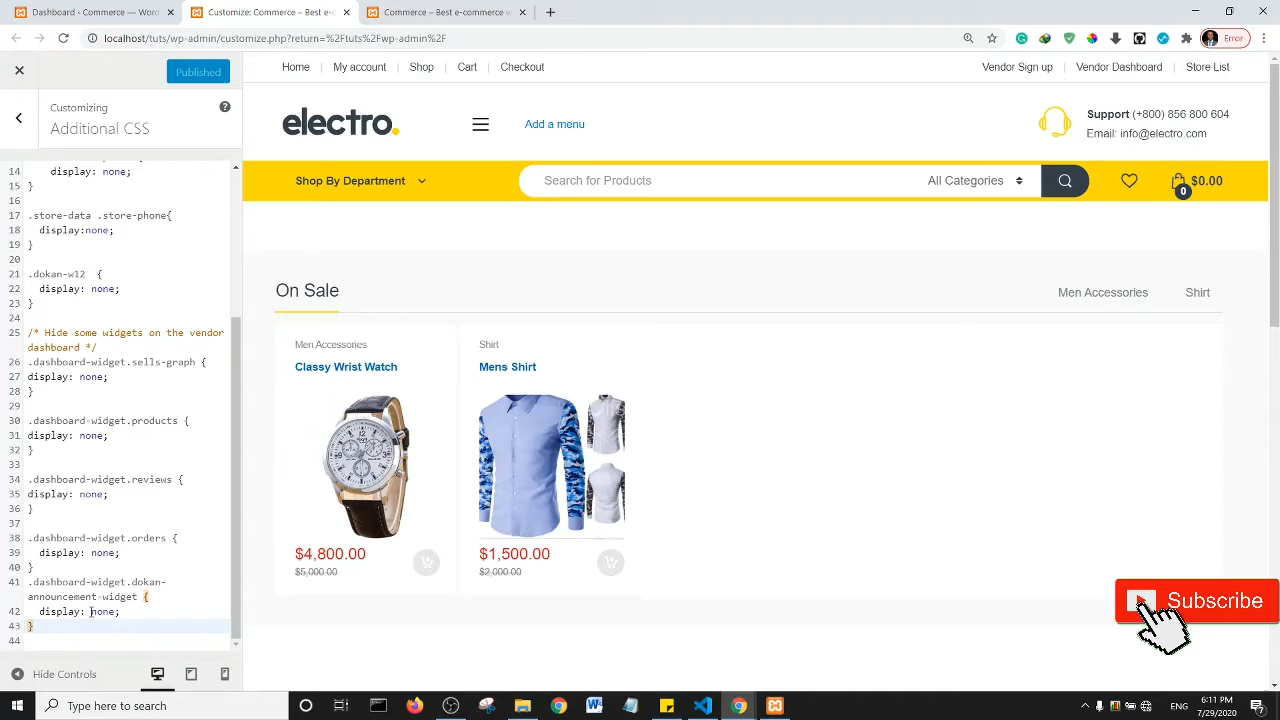 Dashboard ‹ Commerce — Wor
Customize: Commerce – Best e-
Commerce – Best e-commerce
localhost/tuts/wp-admin/customize.php?return=%2Ftuts%2Fwp-admin%2F
Error
Published
Home
My account
Shop
Cart
Checkout
Vendor Sign up
Vendor Dashboard
Store List
Customizing
Additional CSS
electro.
Add a menu
Support (+800) 856 800 604
Email: info@electro.com
Shop By Department
Search for Products
All Categories
0
$0.00
14 display: none;
15 }
16
17 .store-data .store-phone{
18 display:none;
19 }
20
21 .dokan-w12 {
22 display: none;
23 }
24
25 /* Hide some widgets on the vendor
dashboard */
26 .dashboard-widget.sells-graph {
27 display: none;
28 }
29
30 .dashboard-widget.products {
31 display: none;
32 }
33
34 .dashboard-widget.reviews {
35 display: none;
36 }
37
38 .dashboard-widget.orders {
39 display: none;
40 }
41 .dashboard-widget.dokan-
announcement-widget {
42 display: none;
43 }
44
Hide Controls
On Sale
Men Accessories
Shirt
Men Accessories
Classy Wrist Watch
$4,800.00
$5,000.00
Shirt
Mens Shirt
$1,500.00
$2,000.00
Subscribe
Type here to search
ENG
6:11 PM
7/29/2020